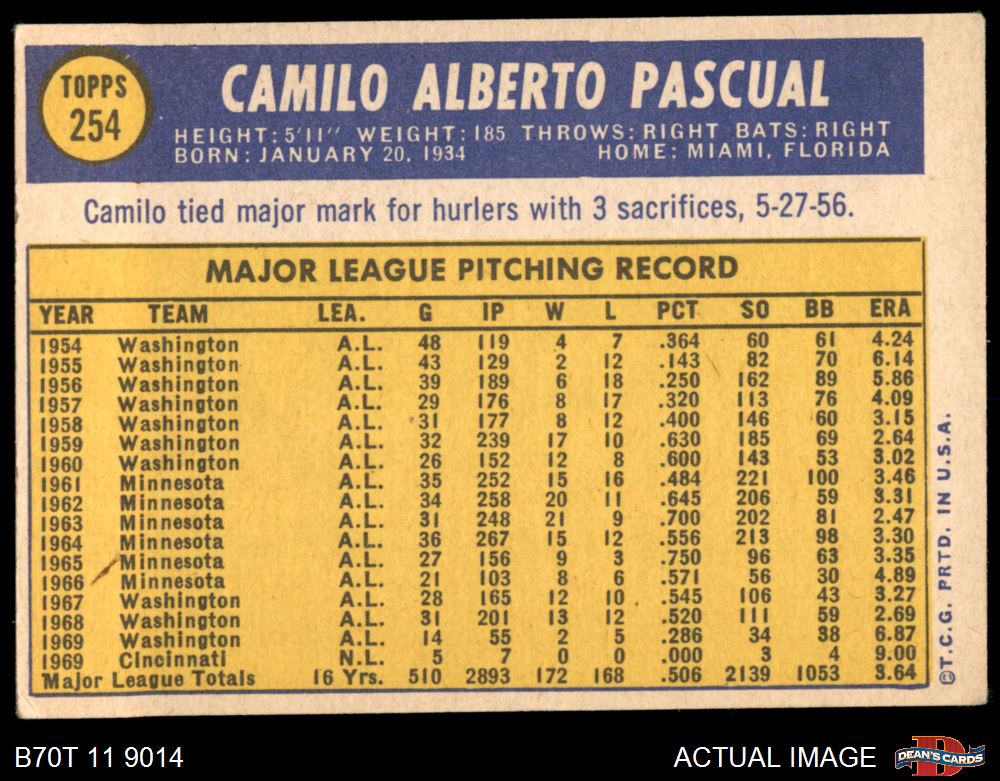 TOPPS
254
CAMILO ALBERTO PASCUAL
HEIGHT: 5'11" WEIGHT: 185 THROWS: RIGHT BATS: RIGHT
BORN: JANUARY 20, 1934 HOME: MIAMI, FLORIDA
Camilo tied major mark for hurlers with 3 sacrifices, 5-27-56.
MAJOR LEAGUE PITCHING RECORD
YEAR TEAM LEA. G IP W L PCT SO BB ERA
1954 Washington A.L. 48 119 4 7 .364 60 61 4.24
1955 Washington A.L. 43 129 2 12 .143 82 70 6.14
1956 Washington A.L. 39 189 6 18 .250 162 89 5.86
1957 Washington A.L. 29 176 8 17 .320 113 76 4.09
1958 Washington A.L. 31 177 8 12 .400 146 60 3.15
1959 Washington A.L. 32 239 17 10 .630 185 69 2.64
1960 Washington A.L. 26 152 12 8 .600 143 53 3.02
1961 Minnesota A.L. 35 252 15 16 .484 221 100 3.46
1962 Minnesota A.L. 34 258 20 11 .645 206 59 3.31
1963 Minnesota A.L. 31 248 21 9 .700 202 81 2.47
1964 Minnesota A.L. 36 267 15 12 .556 213 98 3.30
1965 Minnesota A.L. 27 156 9 3 .750 96 63 3.35
1966 Minnesota A.L. 21 103 8 6 .571 56 30 4.89
1967 Washington A.L. 28 165 12 10 .545 106 43 3.27
1968 Washington A.L. 31 201 13 12 .520 111 59 2.69
1969 Washington A.L. 14 55 2 5 .286 34 38 6.87
1969 Cincinnati N.L. 5 7 0 0 .000 3 4 9.00
Major League Totals 16 Yrs. 510 2893 172 168 .506 2139 1053 3.64
©T.C.G. PRTD. IN U.S.A.
B70T 11 9014
ACTUAL IMAGE
D
DEAN'S CARDS